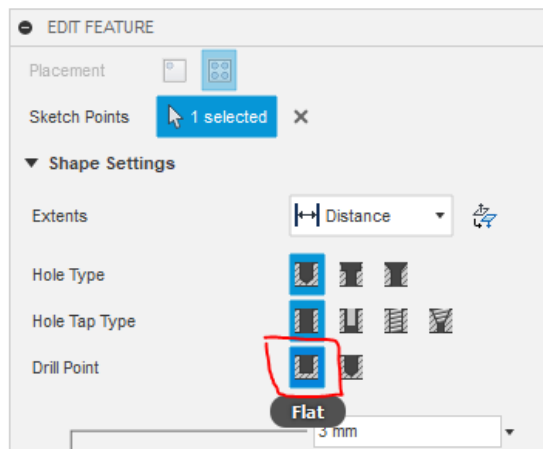 EDIT FEATURE
Placement
Sketch Points 1 selected
Shape Settings
Extents Distance
Hole Type
Hole Tap Type
Drill Point
Flat
3 mm